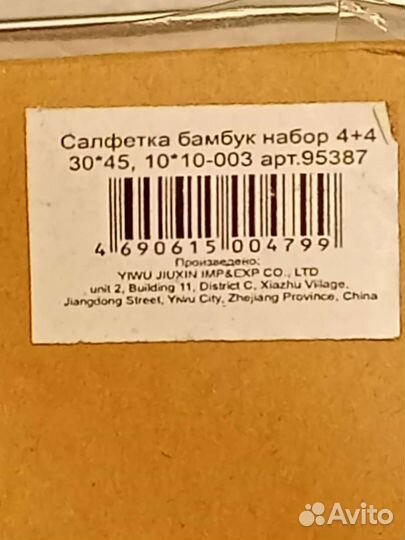 Салфетка бамбук набор 4+4
30*45, 10*10-003 арт.95387
4 690615 004799
Произведено:
YIWU JIUXIN IMP&EXP CO., LTD
unit 2, Building 11, District C, Xiazhu Village,
Jiangdong Street, Yiwu City, Zhejiang Province, China
Avito